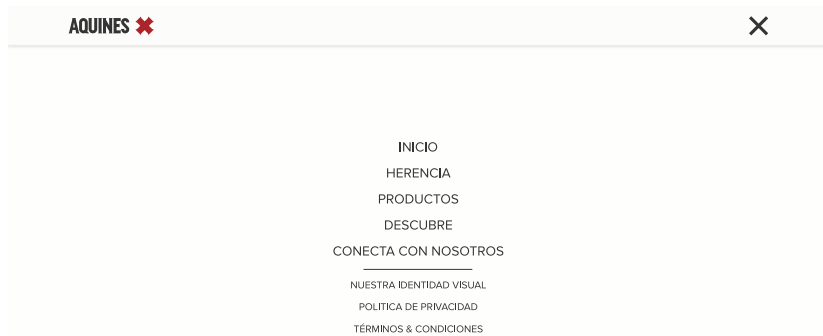 AQUINES
INICIO
HERENCIA
PRODUCTOS
DESCUBRE
CONECTA CON NOSOTROS
NUESTRA IDENTIDAD VISUAL
POLITICA DE PRIVACIDAD
TÉRMINOS & CONDICIONES